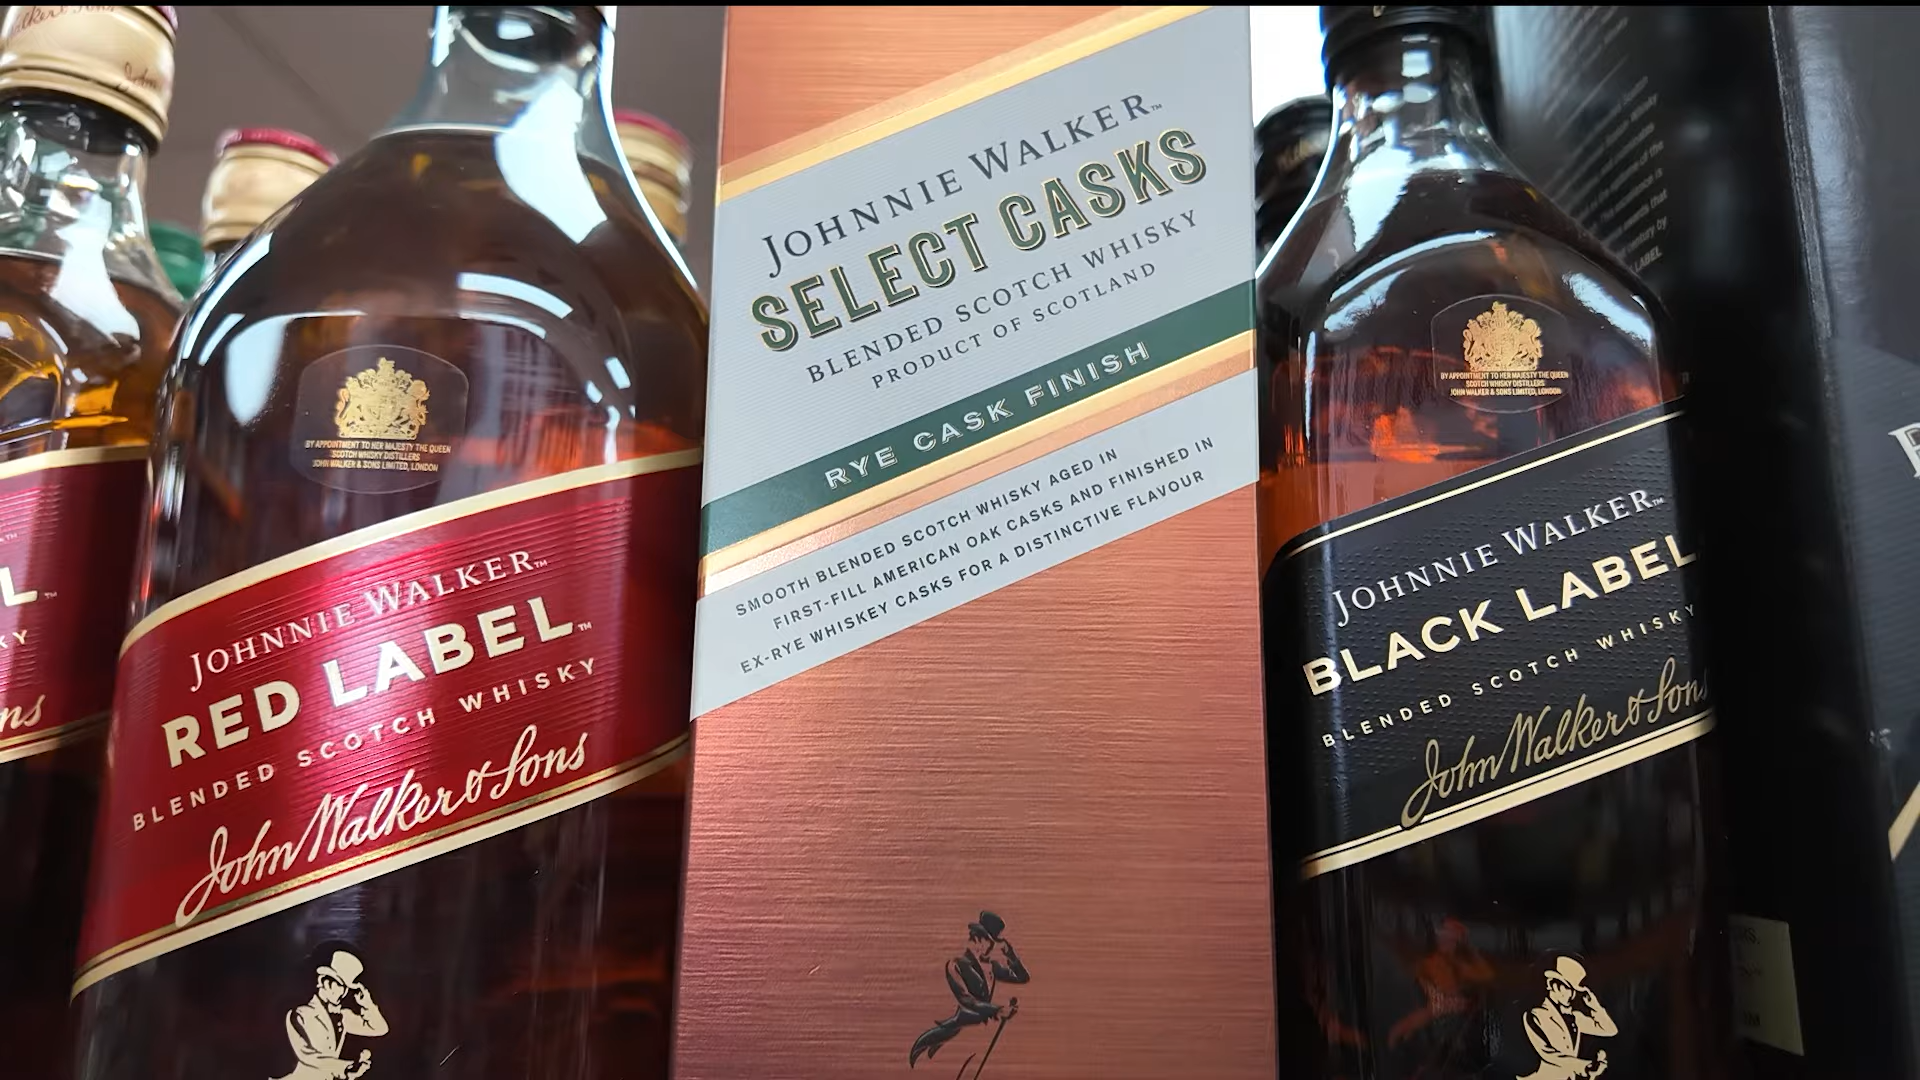 JOHNNIE WALKER™
RED LABEL™
BLENDED SCOTCH WHISKY
John Walker & Sons
BY APPOINTMENT TO HER MAJESTY THE QUEEN
SCOTCH WHISKY DISTILLERS
JOHN WALKER & SONS LIMITED, LONDON
JOHNNIE WALKER™
SELECT CASKS
BLENDED SCOTCH WHISKY
PRODUCT OF SCOTLAND
RYE CASK FINISH
SMOOTH BLENDED SCOTCH WHISKY AGED IN
FIRST-FILL AMERICAN OAK CASKS AND FINISHED IN
EX-RYE WHISKEY CASKS FOR A DISTINCTIVE FLAVOUR
BY APPOINTMENT TO HER MAJESTY THE QUEEN
SCOTCH WHISKY DISTILLERS
JOHN WALKER & SONS LIMITED, LONDON
JOHNNIE WALKER™
BLACK LABEL
BLENDED SCOTCH WHISKY
John Walker & Sons